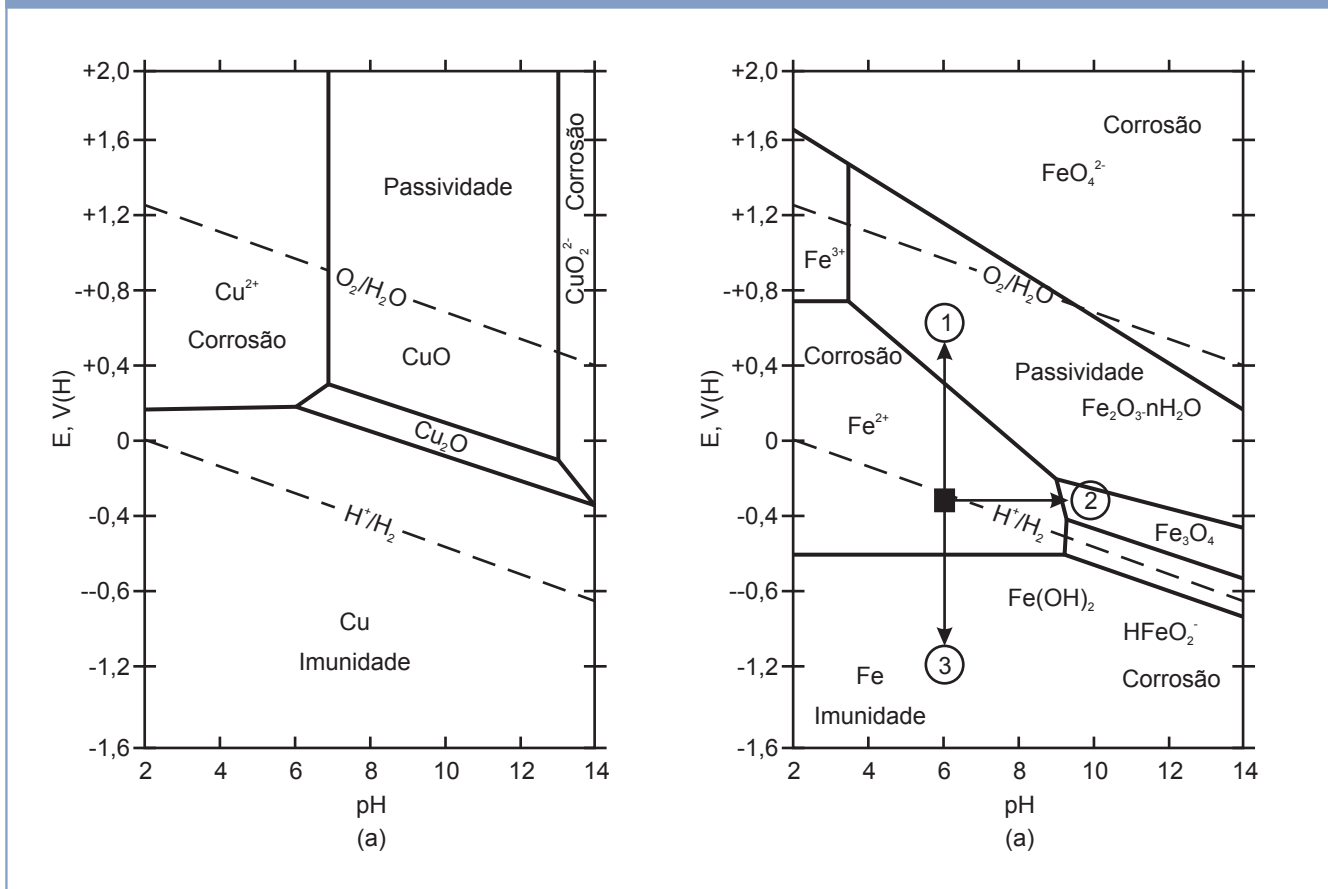 +2,0
+1,6
+1,2
-+0,8
+0,4
0
-0,4
--0,6
-1,2
-1,6
E, V(H)
Passividade
Corrosão
CuO₂²⁻
Cu²⁺
Corrosão
O₂/H₂O
CuO
Cu₂O
H⁺/H₂
Cu
Imunidade
2 4 6 8 10 12 14
pH
(a)
+2,0
+1,6
+1,2
-+0,8
+0,4
0
-0,4
--0,6
-1,2
-1,6
E, V(H)
Corrosão
FeO₄²⁻
Fe³⁺
O₂/H₂O
1
Corrosão
Passividade
Fe₂O₃-nH₂O
Fe²⁺
2
H⁺/H₂
Fe₃O₄
Fe(OH)₂
HFeO₂⁻
3
Corrosão
Fe
Imunidade
2 4 6 8 10 12 14
pH
(a)